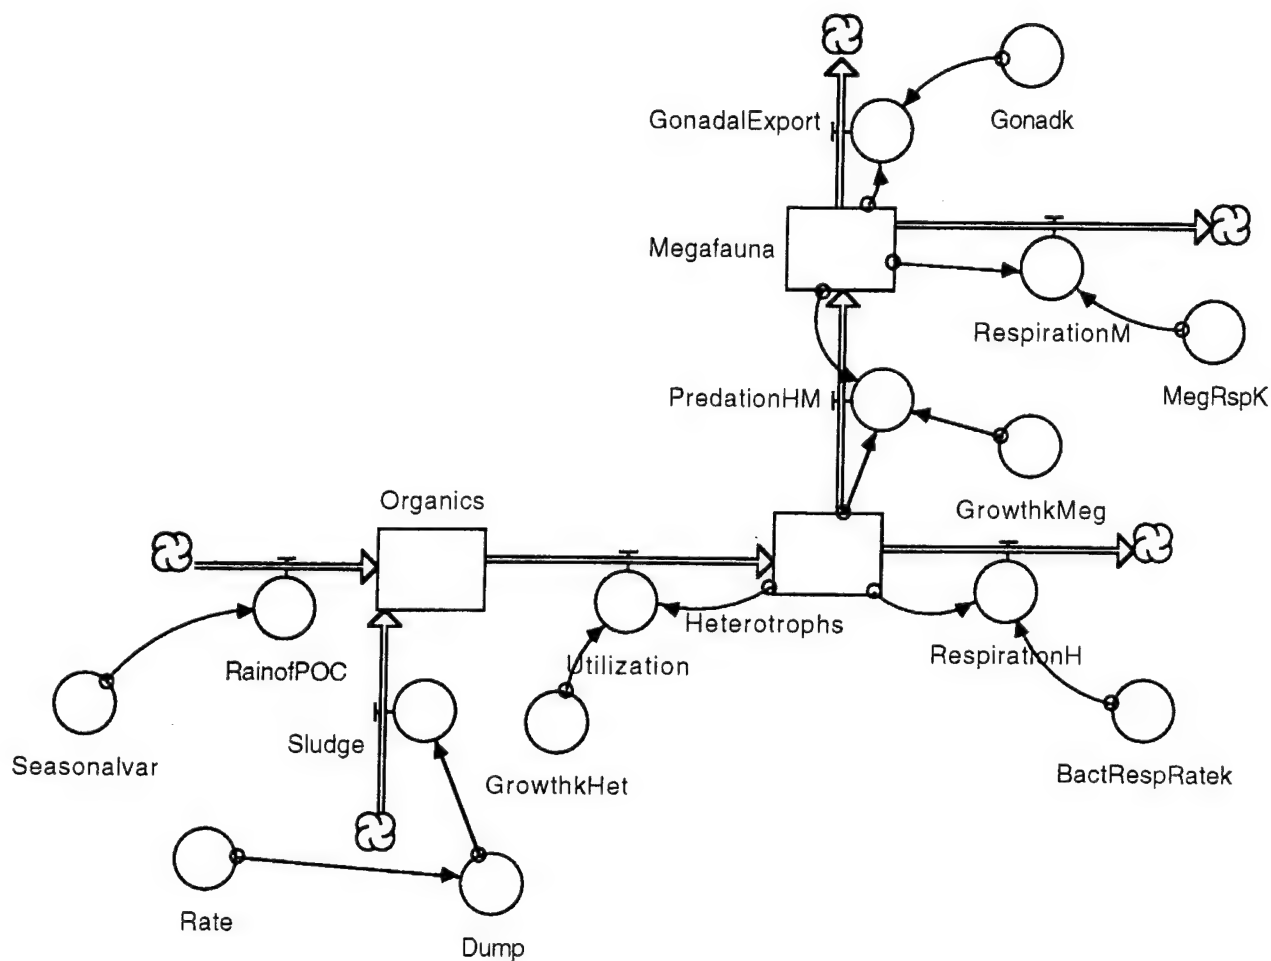 GonadalExport
Gonadk
Megafauna
RespirationM
MegRspK
PredationHM
GrowthkMeg
Organics
Heterotrophs
RespirationH
Utilization
RainofPOC
Sludge
Seasonalvar
GrowthkHet
BactRespRatek
Rate
Dump